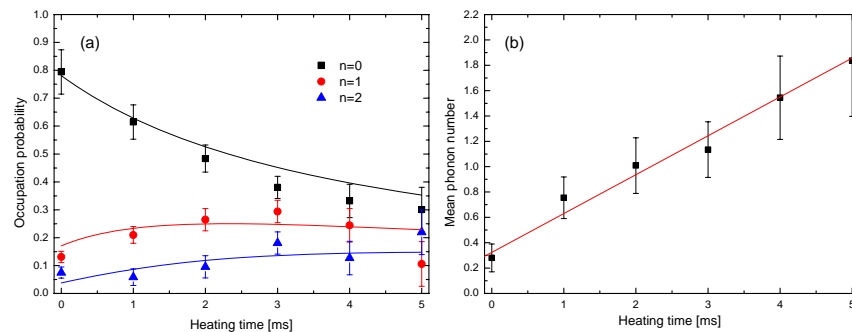 (a)
n=0
n=1
n=2
Occupation probability
1.0
0.9
0.8
0.7
0.6
0.5
0.4
0.3
0.2
0.1
0.0
0 1 2 3 4 5
Heating time [ms]
(b)
Mean phonon number
2.2
2.0
1.8
1.6
1.4
1.2
1.0
0.8
0.6
0.4
0.2
0.0
0 1 2 3 4 5
Heating time [ms]